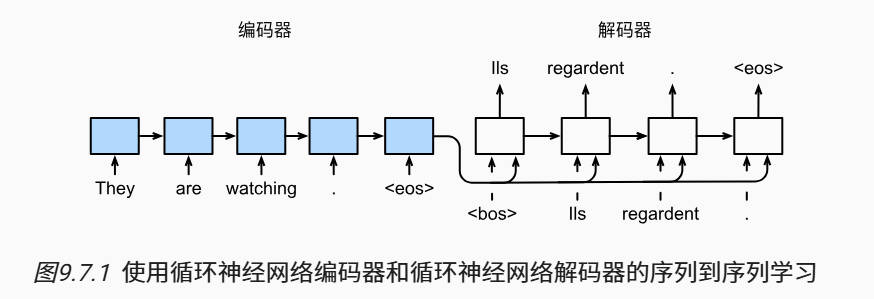 编码器 解码器
Ils regardent . <eos>
They are watching . <eos>
<bos> Ils regardent .
图9.7.1 使用循环神经网络编码器和循环神经网络解码器的序列到序列学习